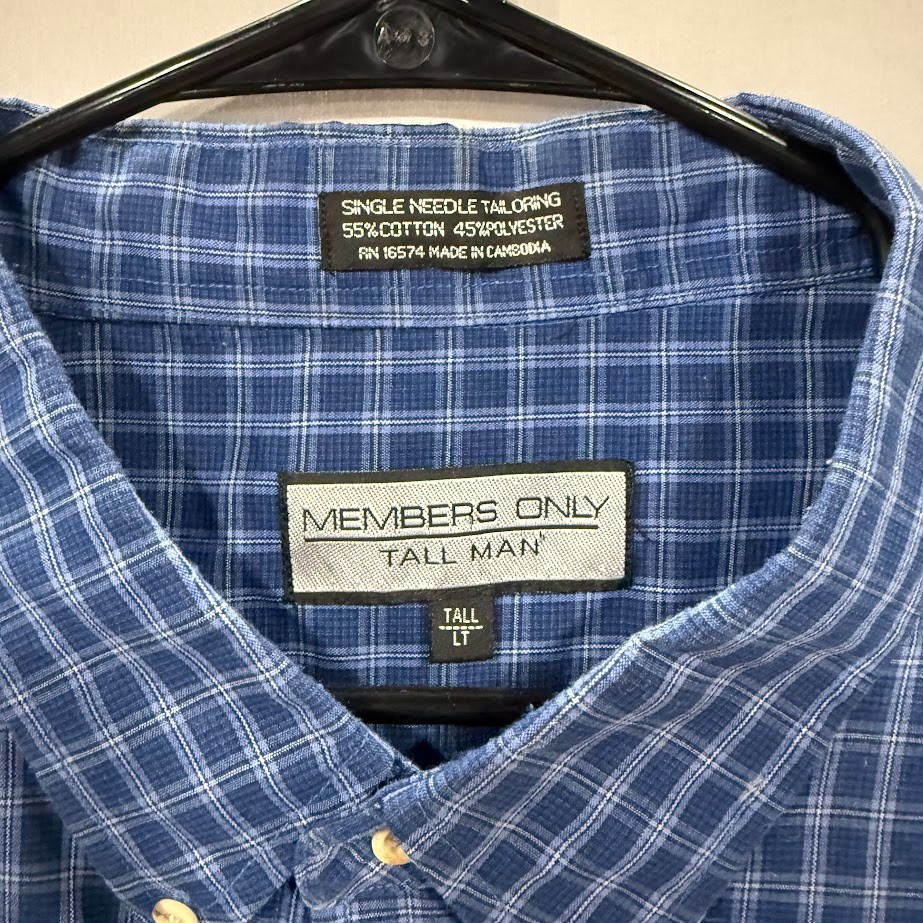 SINGLE NEEDLE TAILORING
55%COTTON 45%POLYESTER
RN 16574 MADE IN CAMBODIA
MEMBERS ONLY
TALL MAN
TALL
LT